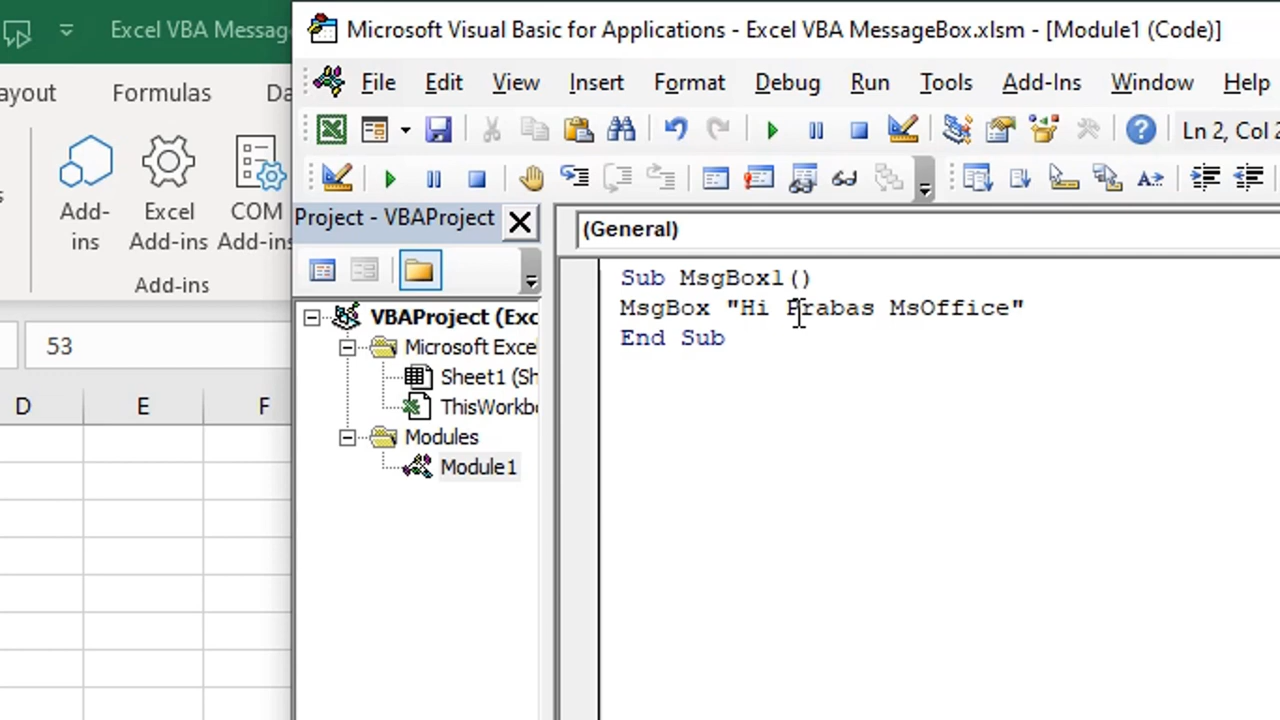 Excel VBA Messag
Microsoft Visual Basic for Applications - Excel VBA MessageBox.xlsm - [Module1 (Code)]
File Edit View Insert Format Debug Run Tools Add-Ins Window Help
ayout Formulas Da
Ln 2, Col 2
Add-ins
Excel Add-ins
COM Add-ins
Add-ins
Project - VBAProject
(General)
Sub MsgBox1()
MsgBox "Hi Prabas MsOffice"
End Sub
VBAProject (Exc
Microsoft Exce
Sheet1 (Sh
ThisWorkb
Modules
Module1
53
D E F